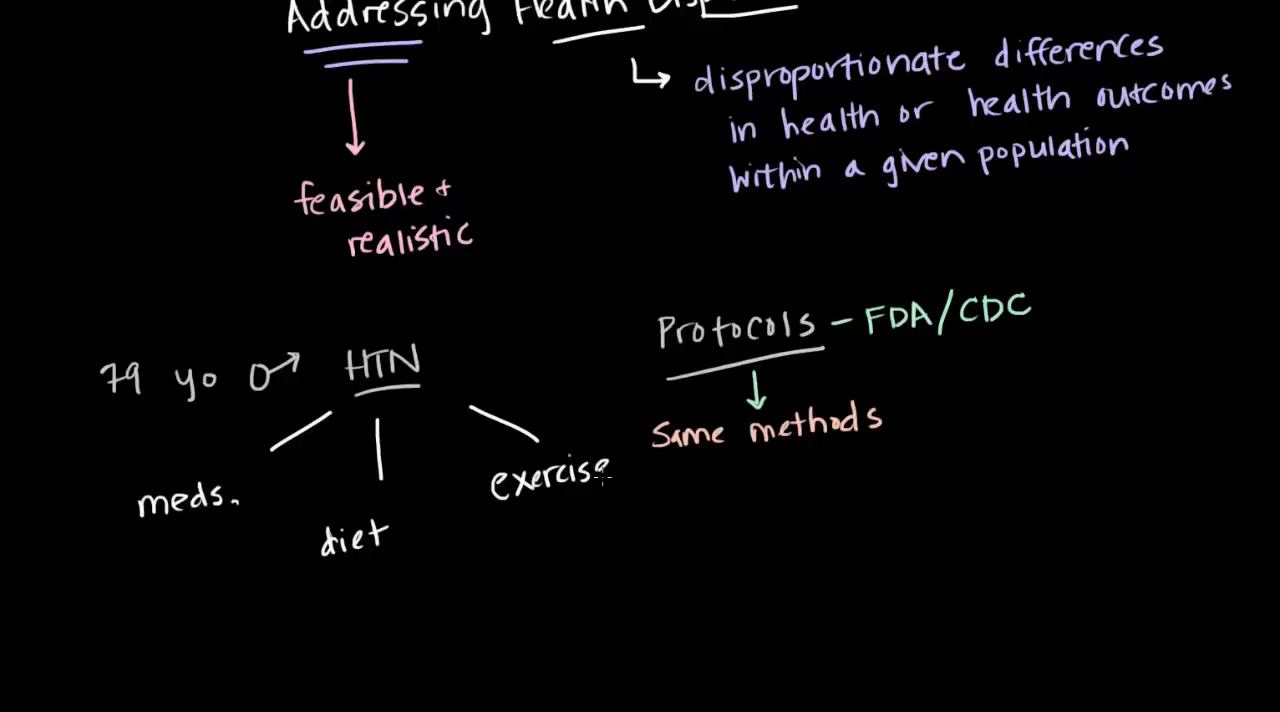 Addressing Health
disproportionate differences
in health or health outcomes
within a given population
feasible +
realistic
Protocols - FDA/CDC
79 yo ♂ HTN
Same methods
meds.
diet
exercise